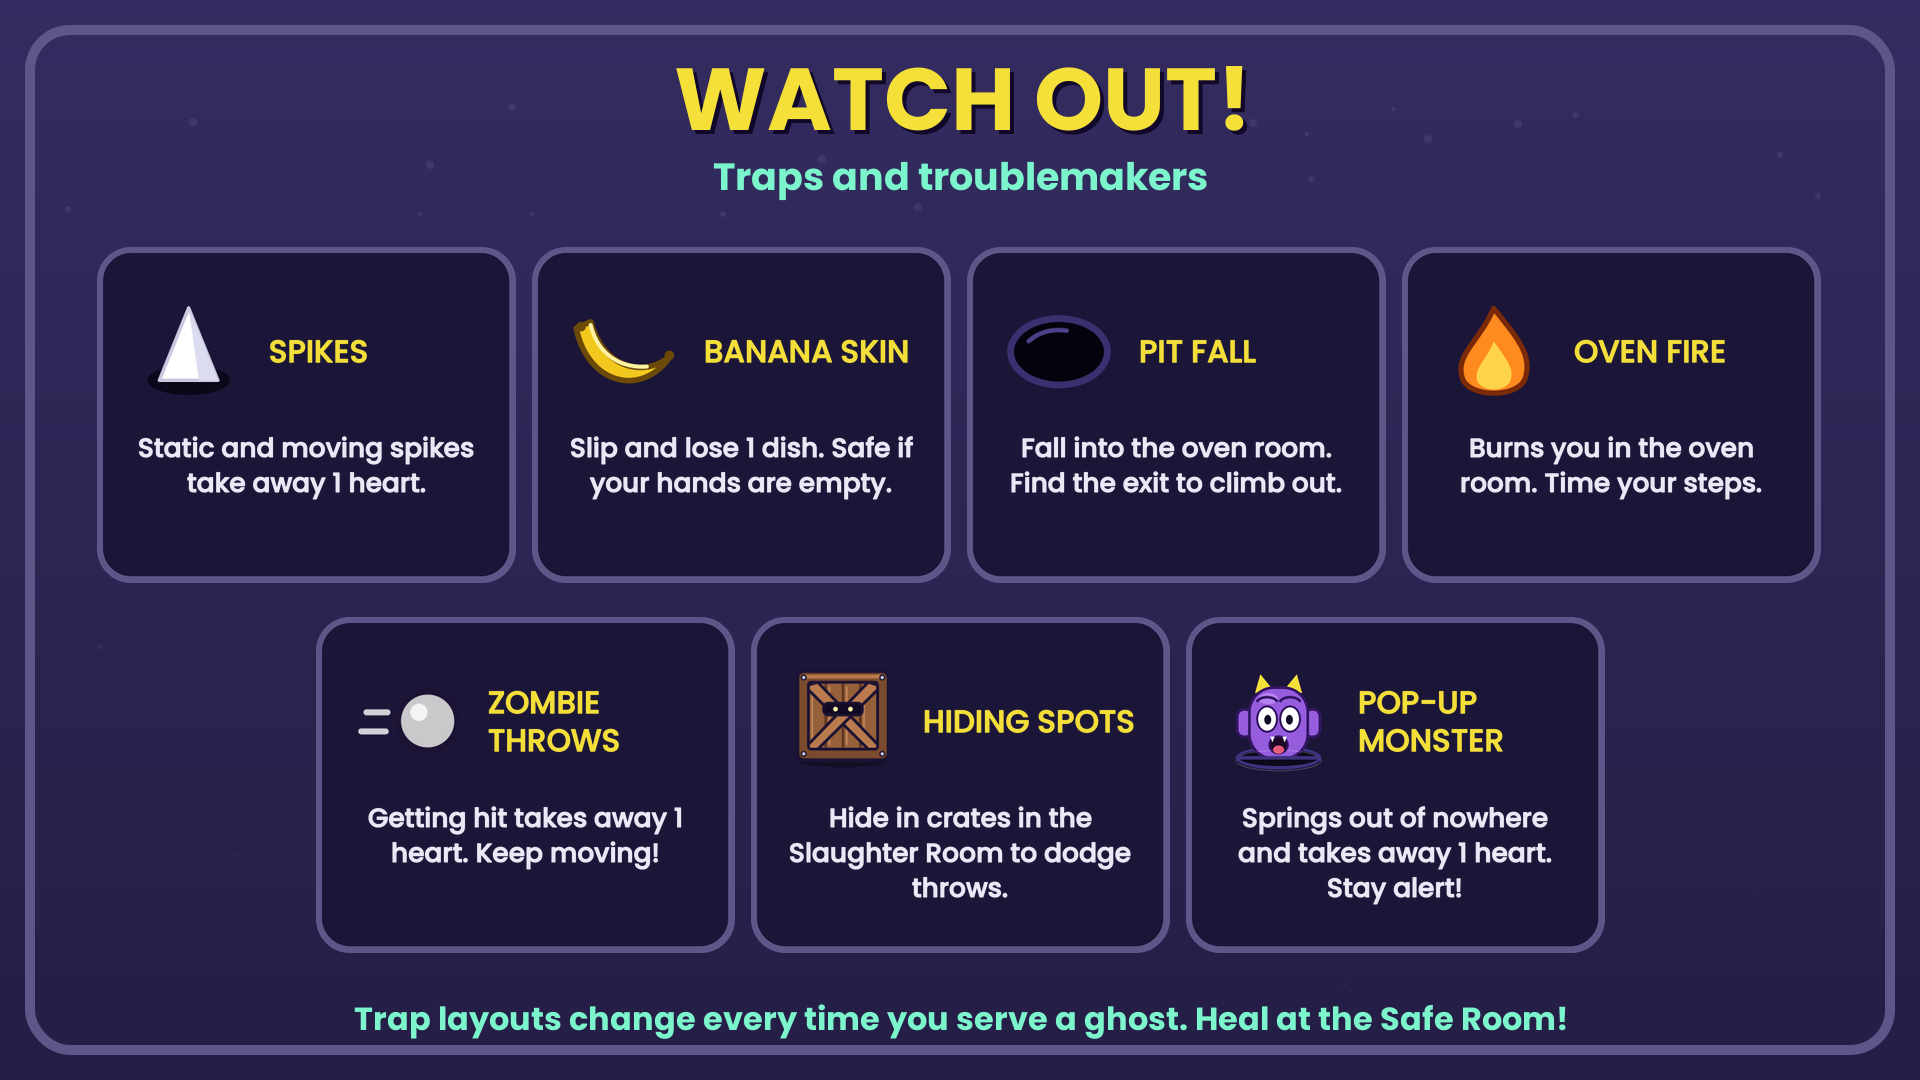 WATCH OUT!
Traps and troublemakers
SPIKES
Static and moving spikes
take away 1 heart.
BANANA SKIN
Slip and lose 1 dish. Safe if
your hands are empty.
PIT FALL
Fall into the oven room.
Find the exit to climb out.
OVEN FIRE
Burns you in the oven
room. Time your steps.
ZOMBIE
THROWS
Getting hit takes away 1
heart. Keep moving!
HIDING SPOTS
Hide in crates in the
Slaughter Room to dodge
throws.
POP-UP
MONSTER
Springs out of nowhere
and takes away 1 heart.
Stay alert!
Trap layouts change every time you serve a ghost. Heal at the Safe Room!